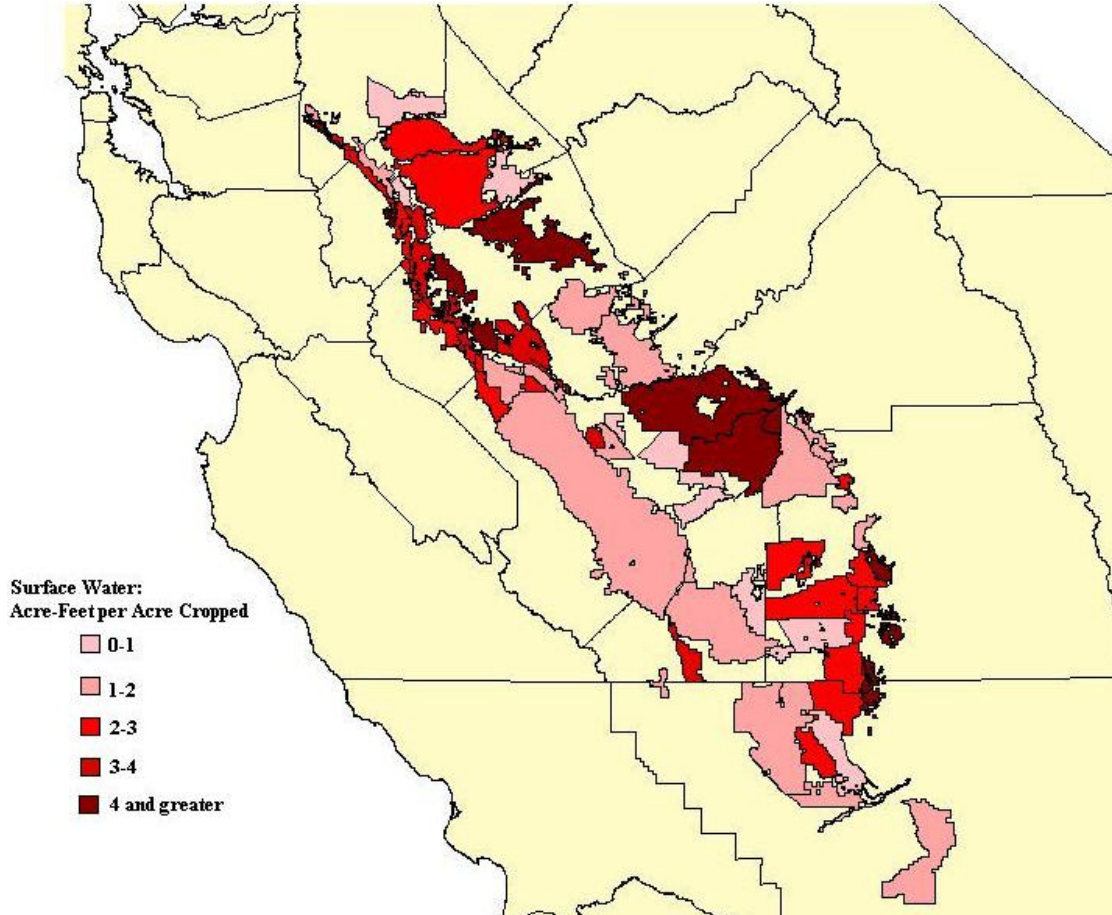 Surface Water:
Acre-Feet per Acre Cropped
0-1
1-2
2-3
3-4
4 and greater